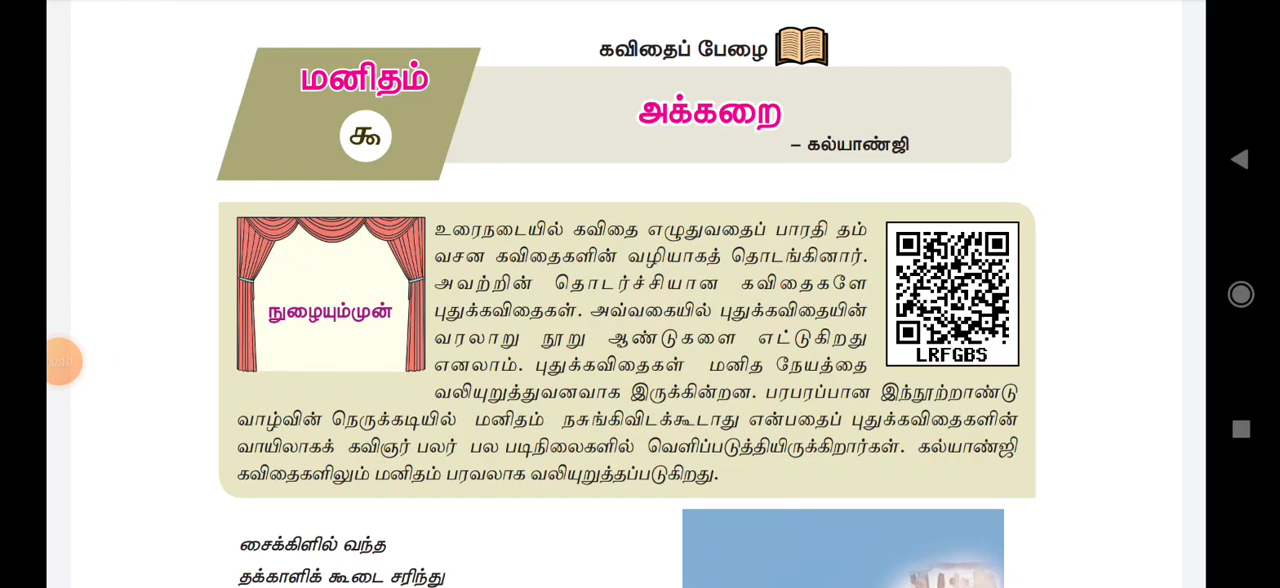 கவிதைப் பேழை
மனிதம்
கூ
அக்கறை
– கல்யாண்ஜி
நுழையும்முன்
உரைநடையில் கவிதை எழுதுவதைப் பாரதி தம்
வசன கவிதைகளின் வழியாகத் தொடங்கினார்.
அவற்றின் தொடர்ச்சியான கவிதைகளே
புதுக்கவிதைகள். அவ்வகையில் புதுக்கவிதையின்
வரலாறு நூறு ஆண்டுகளை எட்டுகிறது
எனலாம். புதுக்கவிதைகள் மனித நேயத்தை
வலியுறுத்துவனவாக இருக்கின்றன. பரபரப்பான இந்நூற்றாண்டு
வாழ்வின் நெருக்கடியில் மனிதம் நசுங்கிவிடக்கூடாது என்பதைப் புதுக்கவிதைகளின்
வாயிலாகக் கவிஞர் பலர் பல படிநிலைகளில் வெளிப்படுத்தியிருக்கிறார்கள். கல்யாண்ஜி
கவிதைகளிலும் மனிதம் பரவலாக வலியுறுத்தப்படுகிறது.
LRFGBS
00:10
சைக்கிளில் வந்த
தக்காளிக் கூடை சரிந்து